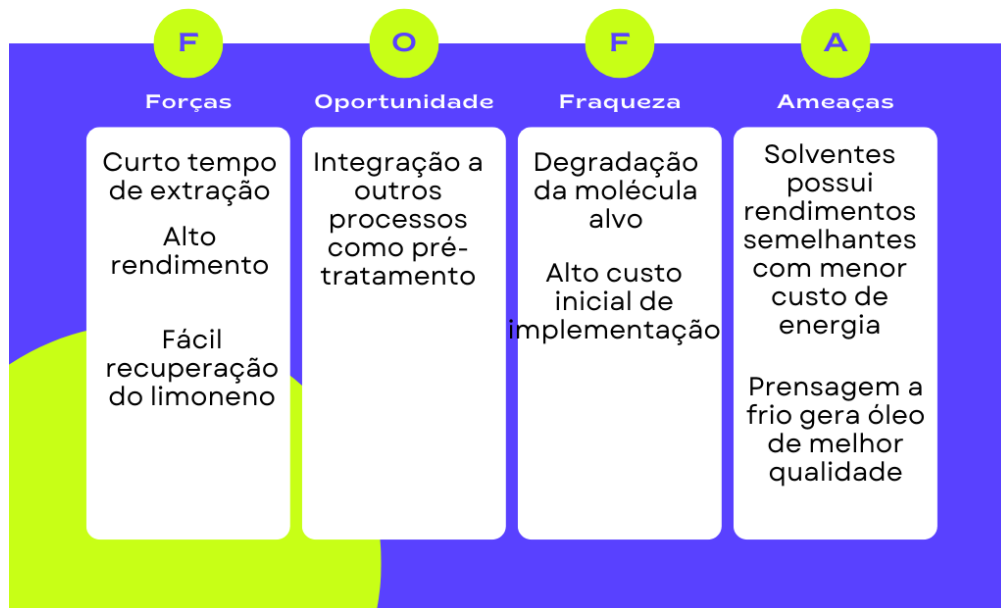 F
Forças
Curto tempo
de extração
Alto
rendimento
Fácil
recuperação
do limoneno
O
Oportunidade
Integração a
outros
processos
como pré-
tratamento
F
Fraqueza
Degradação
da molécula
alvo
Alto custo
inicial de
implementação
A
Ameaças
Solventes
possui
rendimentos
semelhantes
com menor
custo de
energia
Prensagem a
frio gera óleo
de melhor
qualidade